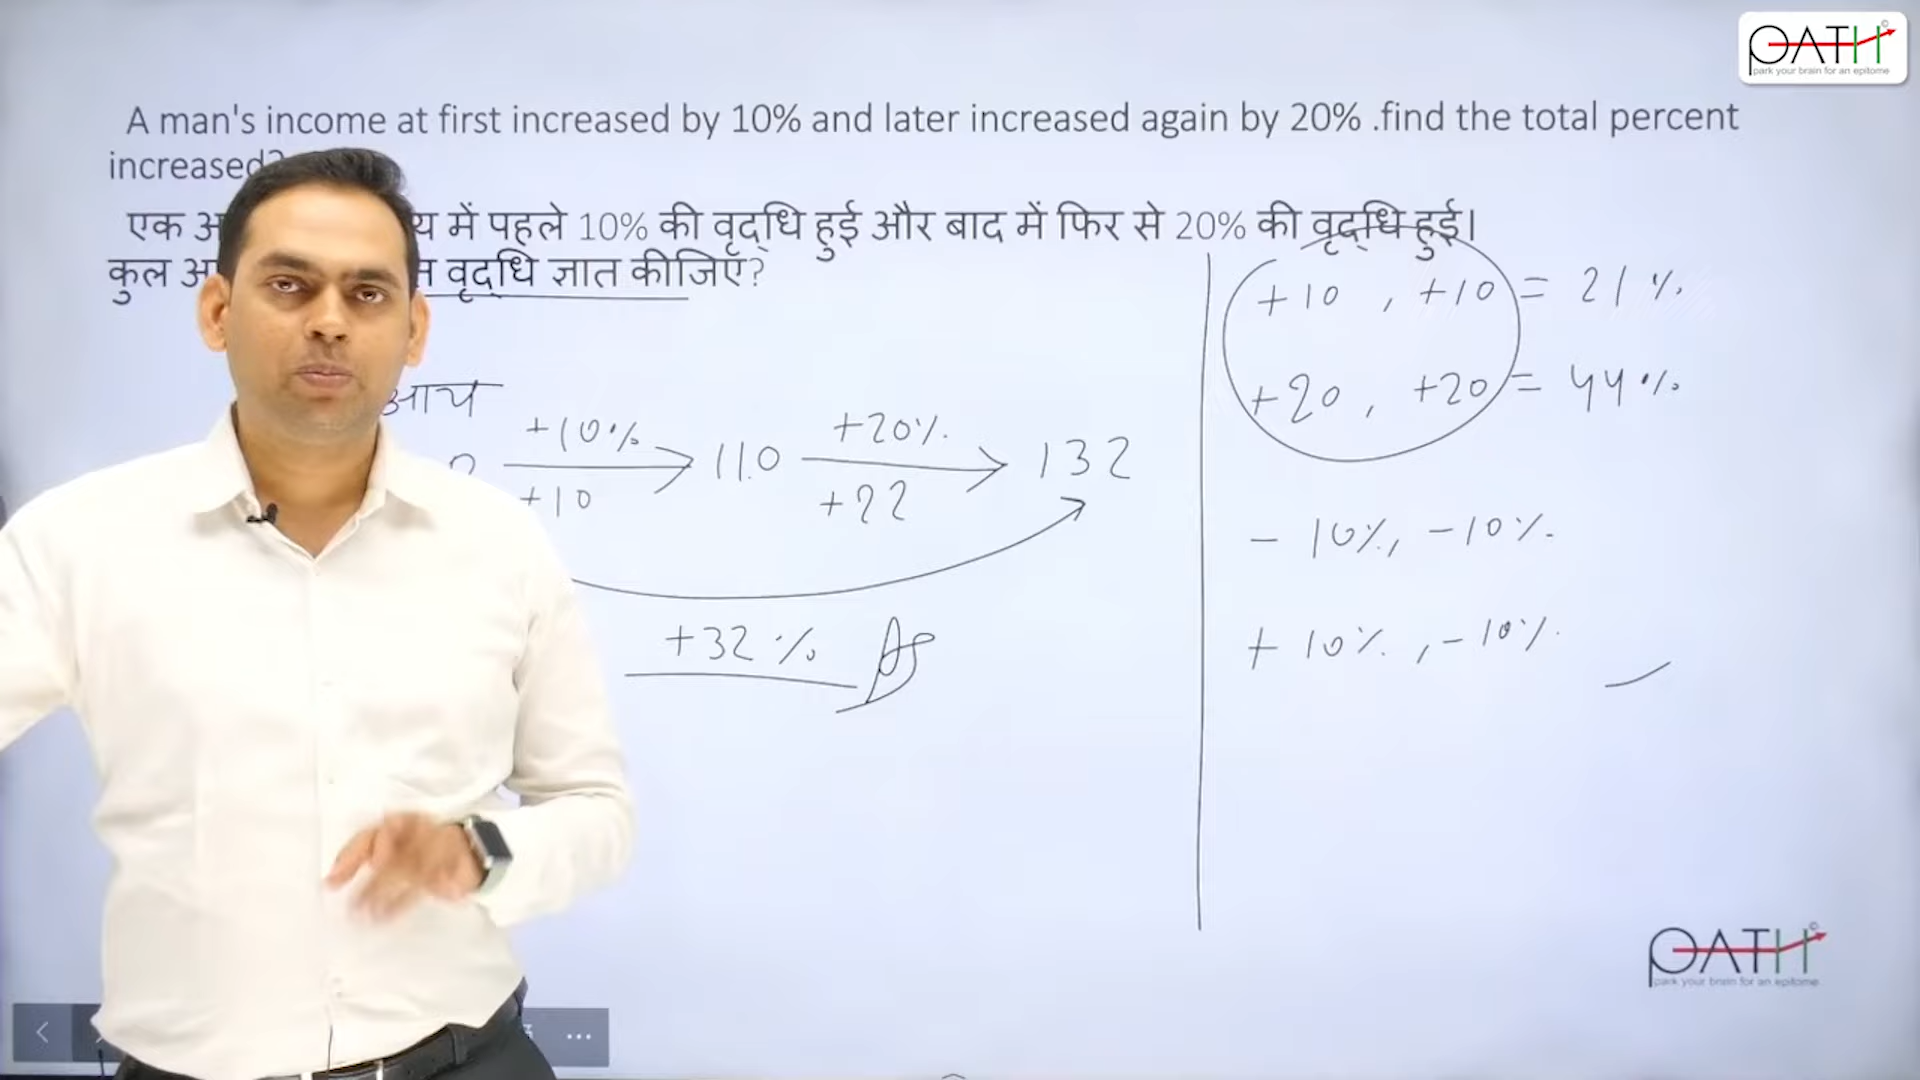 PATH
park your brain for an epitome
A man's income at first increased by 10% and later increased again by 20% .find the total percent
increased?
एक में पहले 10% की वृद्धि हुई और बाद में फिर से 20% की वृद्धि हुई।
कुल वृद्धि ज्ञात कीजिए?
+10 , +10 = 21%
+20 , +20 = 44%
आय
+10% +20%
110 132
+10 +22
- 10%, - 10%
+32%
+ 10%, - 10%
PATH
park your brain for an epitome